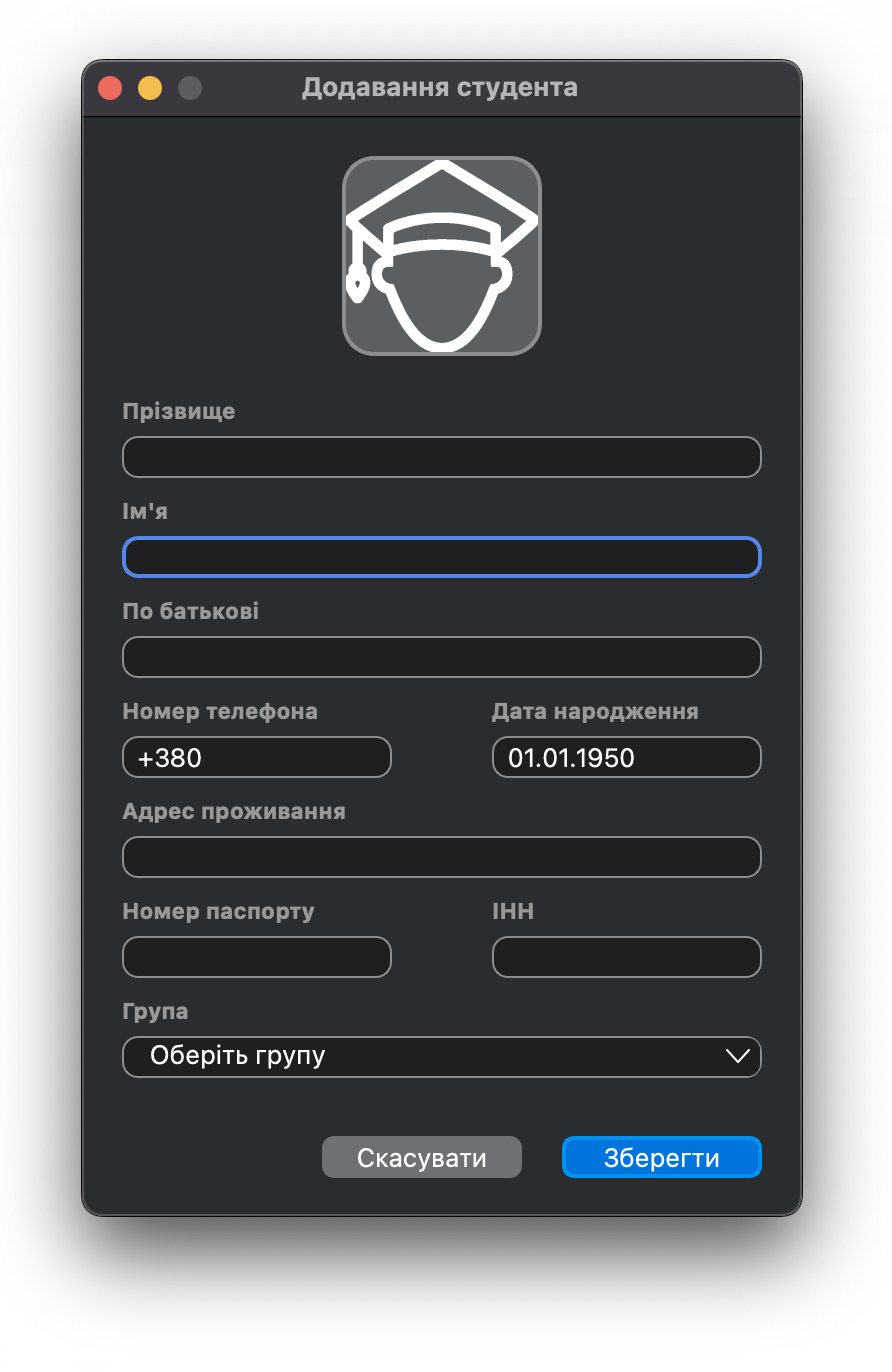 Додавання студента
Прізвище
Ім'я
По батькові
Номер телефона Дата народження
+380 01.01.1950
Адрес проживання
Номер паспорту ІНН
Група
Оберіть групу
Скасувати Зберегти